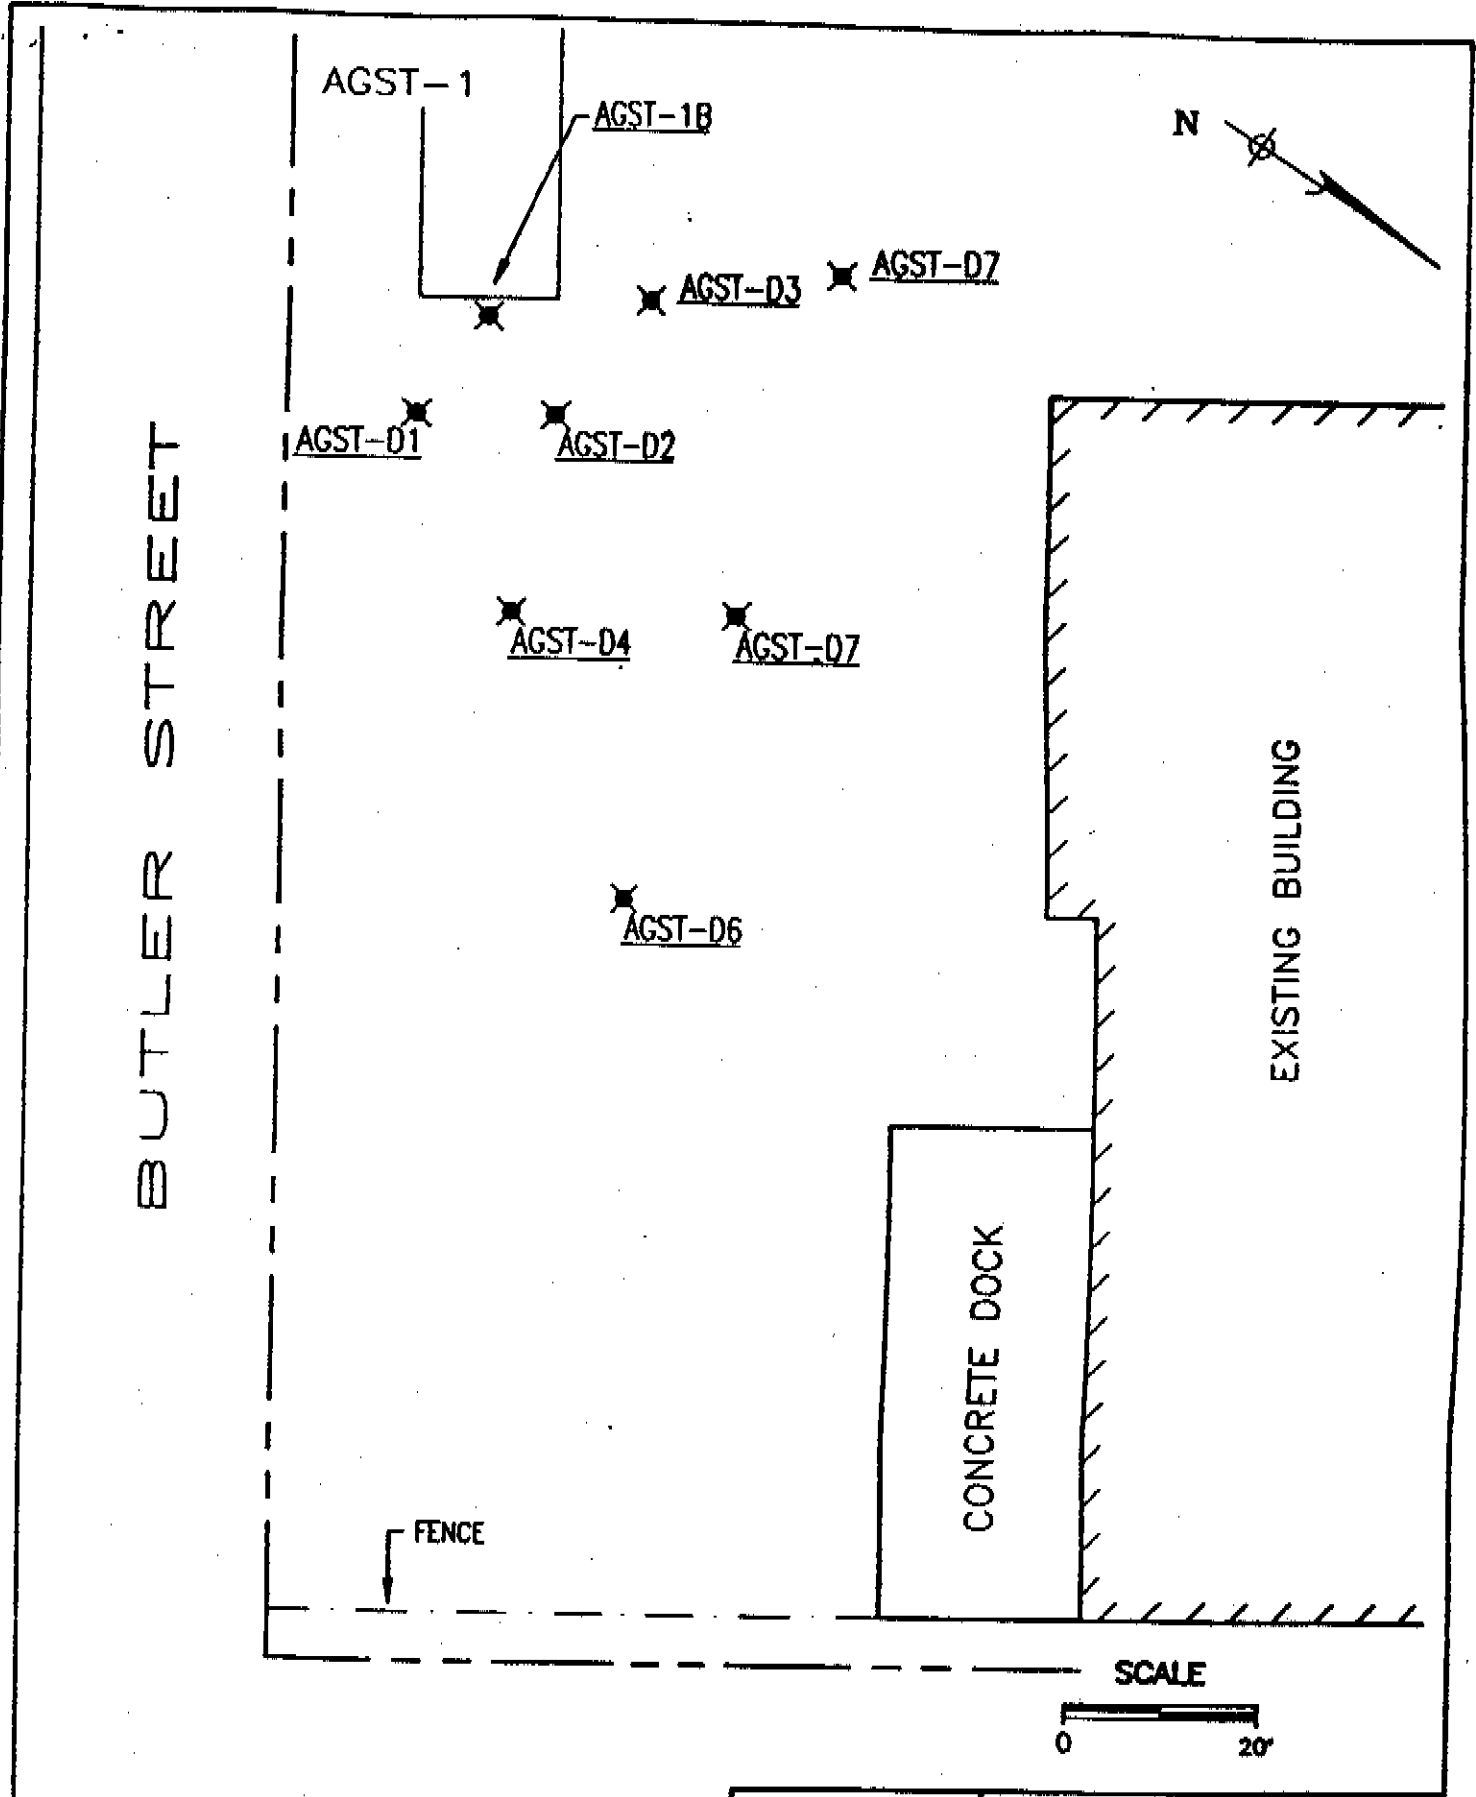 AGST-1
AGST-1B
N
AGST-D7
AGST-D3
AGST-D1
AGST-D2
BUTLER STREET
AGST-D4
AGST-D7
EXISTING BUILDING
AGST-D6
CONCRETE DOCK
FENCE
SCALE
0 20'